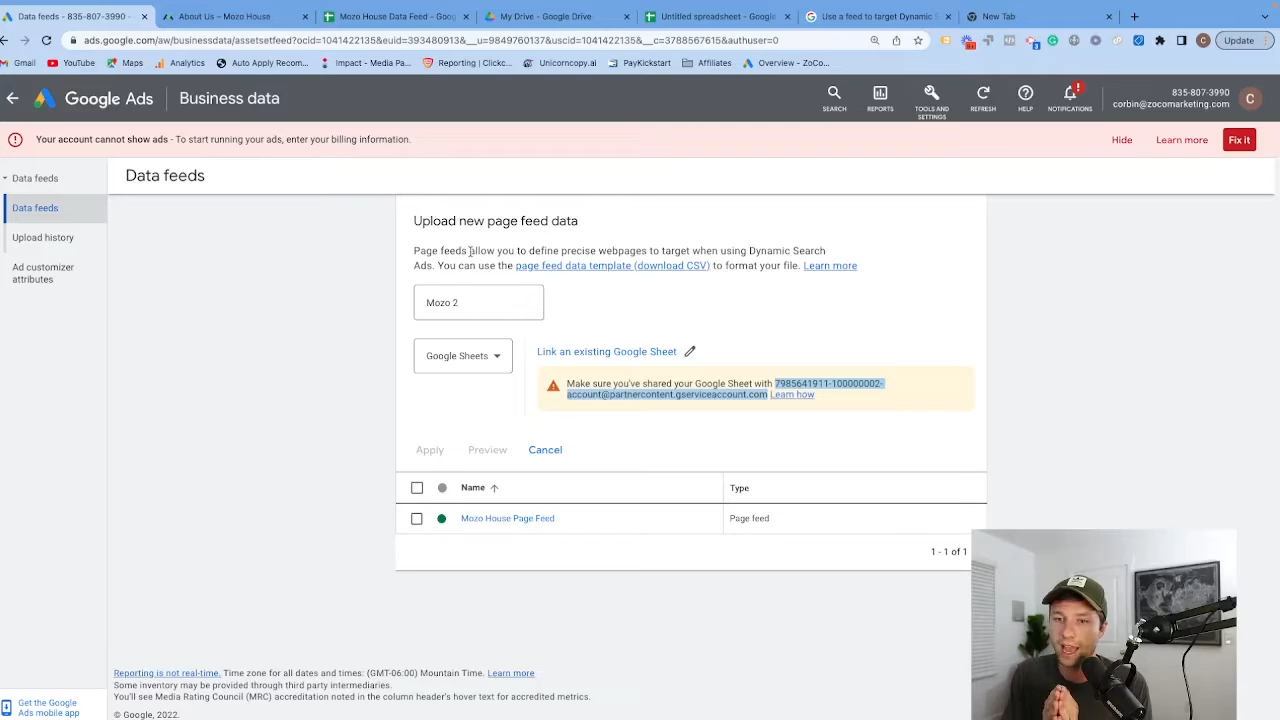 Data feeds - 835-807-3990 -
About Us – Mozo House
Mozo House Data Feed – Goog
My Drive - Google Drive
Untitled spreadsheet - Google
Use a feed to target Dynamic S
New Tab
ads.google.com/aw/businessdata/assetsetfeed?ocid=1041422135&euid=393480913&__u=9849760137&uscid=1041422135&__c=3788567615&authuser=0
Update
Gmail
YouTube
Maps
Analytics
Auto Apply Recom...
Impact - Media Pa...
Reporting | Clickc...
Unicorncopy.ai
PayKickstart
Affiliates
Overview - ZoCo...
Google Ads
Business data
SEARCH
REPORTS
TOOLS AND
SETTINGS
REFRESH
HELP
NOTIFICATIONS
835-807-3990
corbin@zocomarketing.com
C
Your account cannot show ads - To start running your ads, enter your billing information.
Hide
Learn more
Fix it
Data feeds
Data feeds
Upload history
Ad customizer
attributes
Data feeds
Upload new page feed data
Page feeds allow you to define precise webpages to target when using Dynamic Search
Ads. You can use the page feed data template (download CSV) to format your file. Learn more
Mozo 2
Google Sheets
Link an existing Google Sheet
Make sure you've shared your Google Sheet with 7985641911-100000002-
account@partnercontent.gserviceaccount.com Learn how
Apply
Preview
Cancel
Name
Type
Mozo House Page Feed
Page feed
1 - 1 of 1
Reporting is not real-time. Time zone for all dates and times: (GMT-06:00) Mountain Time. Learn more
Some inventory may be provided through third party intermediaries.
You'll see Media Rating Council (MRC) accreditation noted in the column header's hover text for accredited metrics.
© Google, 2022.
Get the Google
Ads mobile app